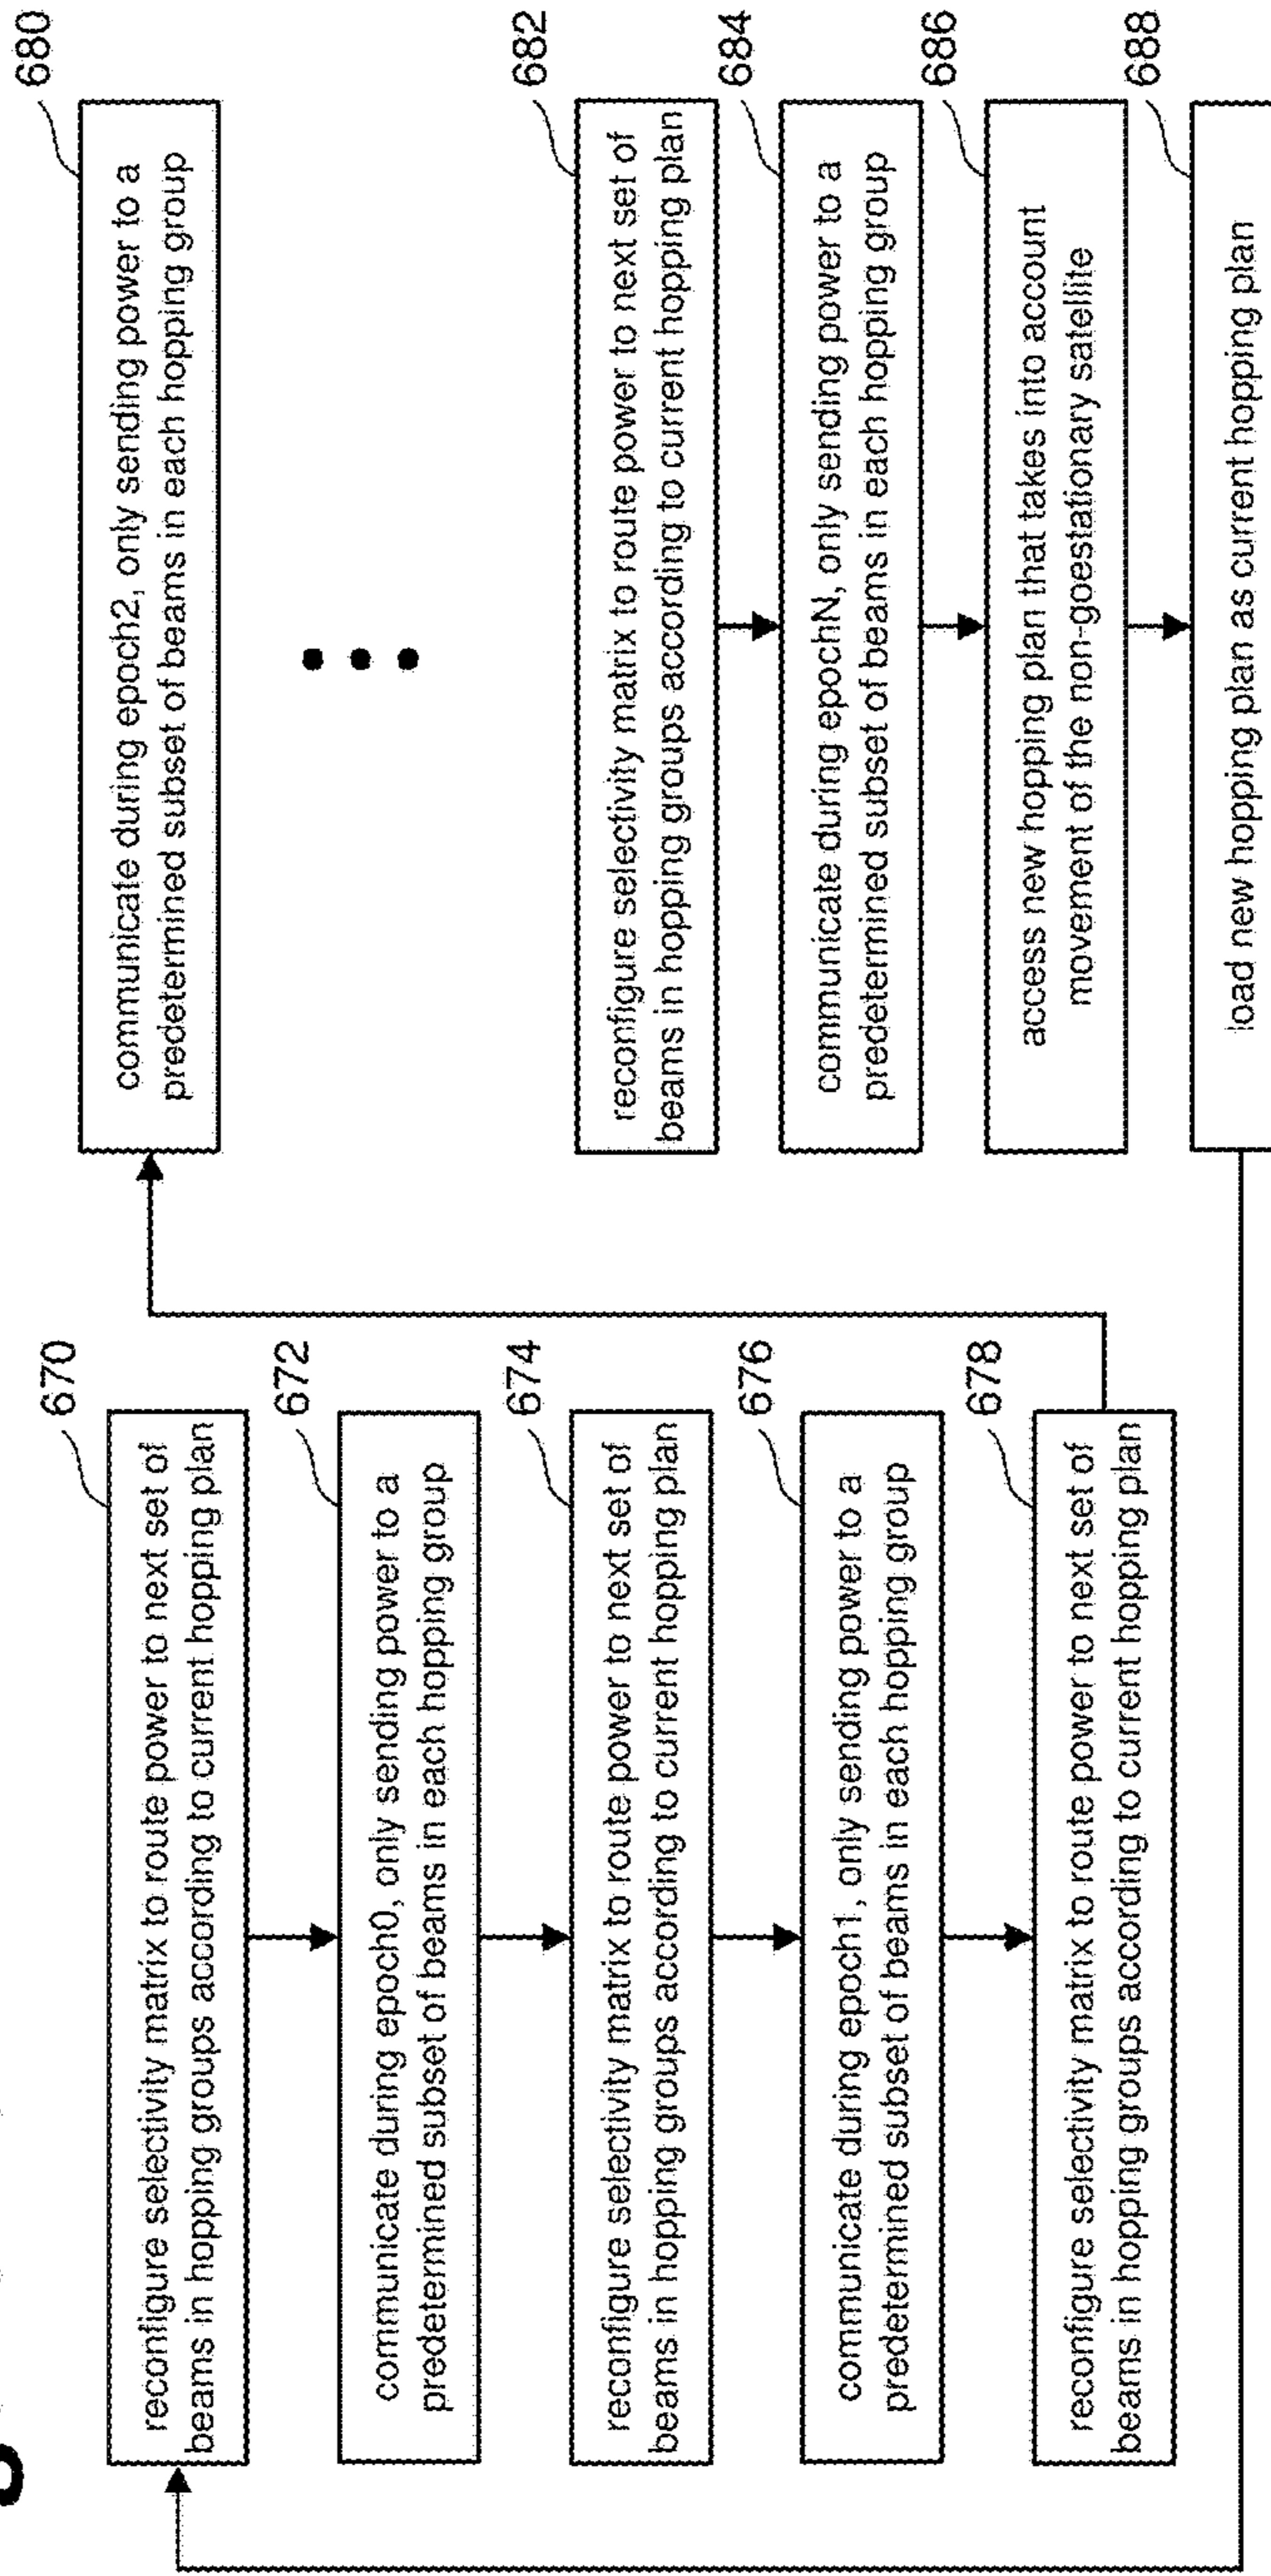 670
reconfigure selectivity matrix to route power to next set of
beams in hopping groups according to current hopping plan
672
communicate during epoch0, only sending power to a
predetermined subset of beams in each hopping group
674
reconfigure selectivity matrix to route power to next set of
beams in hopping groups according to current hopping plan
676
communicate during epoch1, only sending power to a
predetermined subset of beams in each hopping group
678
reconfigure selectivity matrix to route power to next set of
beams in hopping groups according to current hopping plan
680
communicate during epoch2, only sending power to a
predetermined subset of beams in each hopping group
682
reconfigure selectivity matrix to route power to next set of
beams in hopping groups according to current hopping plan
684
communicate during epochN, only sending power to a
predetermined subset of beams in each hopping group
686
access new hopping plan that takes into account
movement of the non-goestationary satellite
688
load new hopping plan as current hopping plan